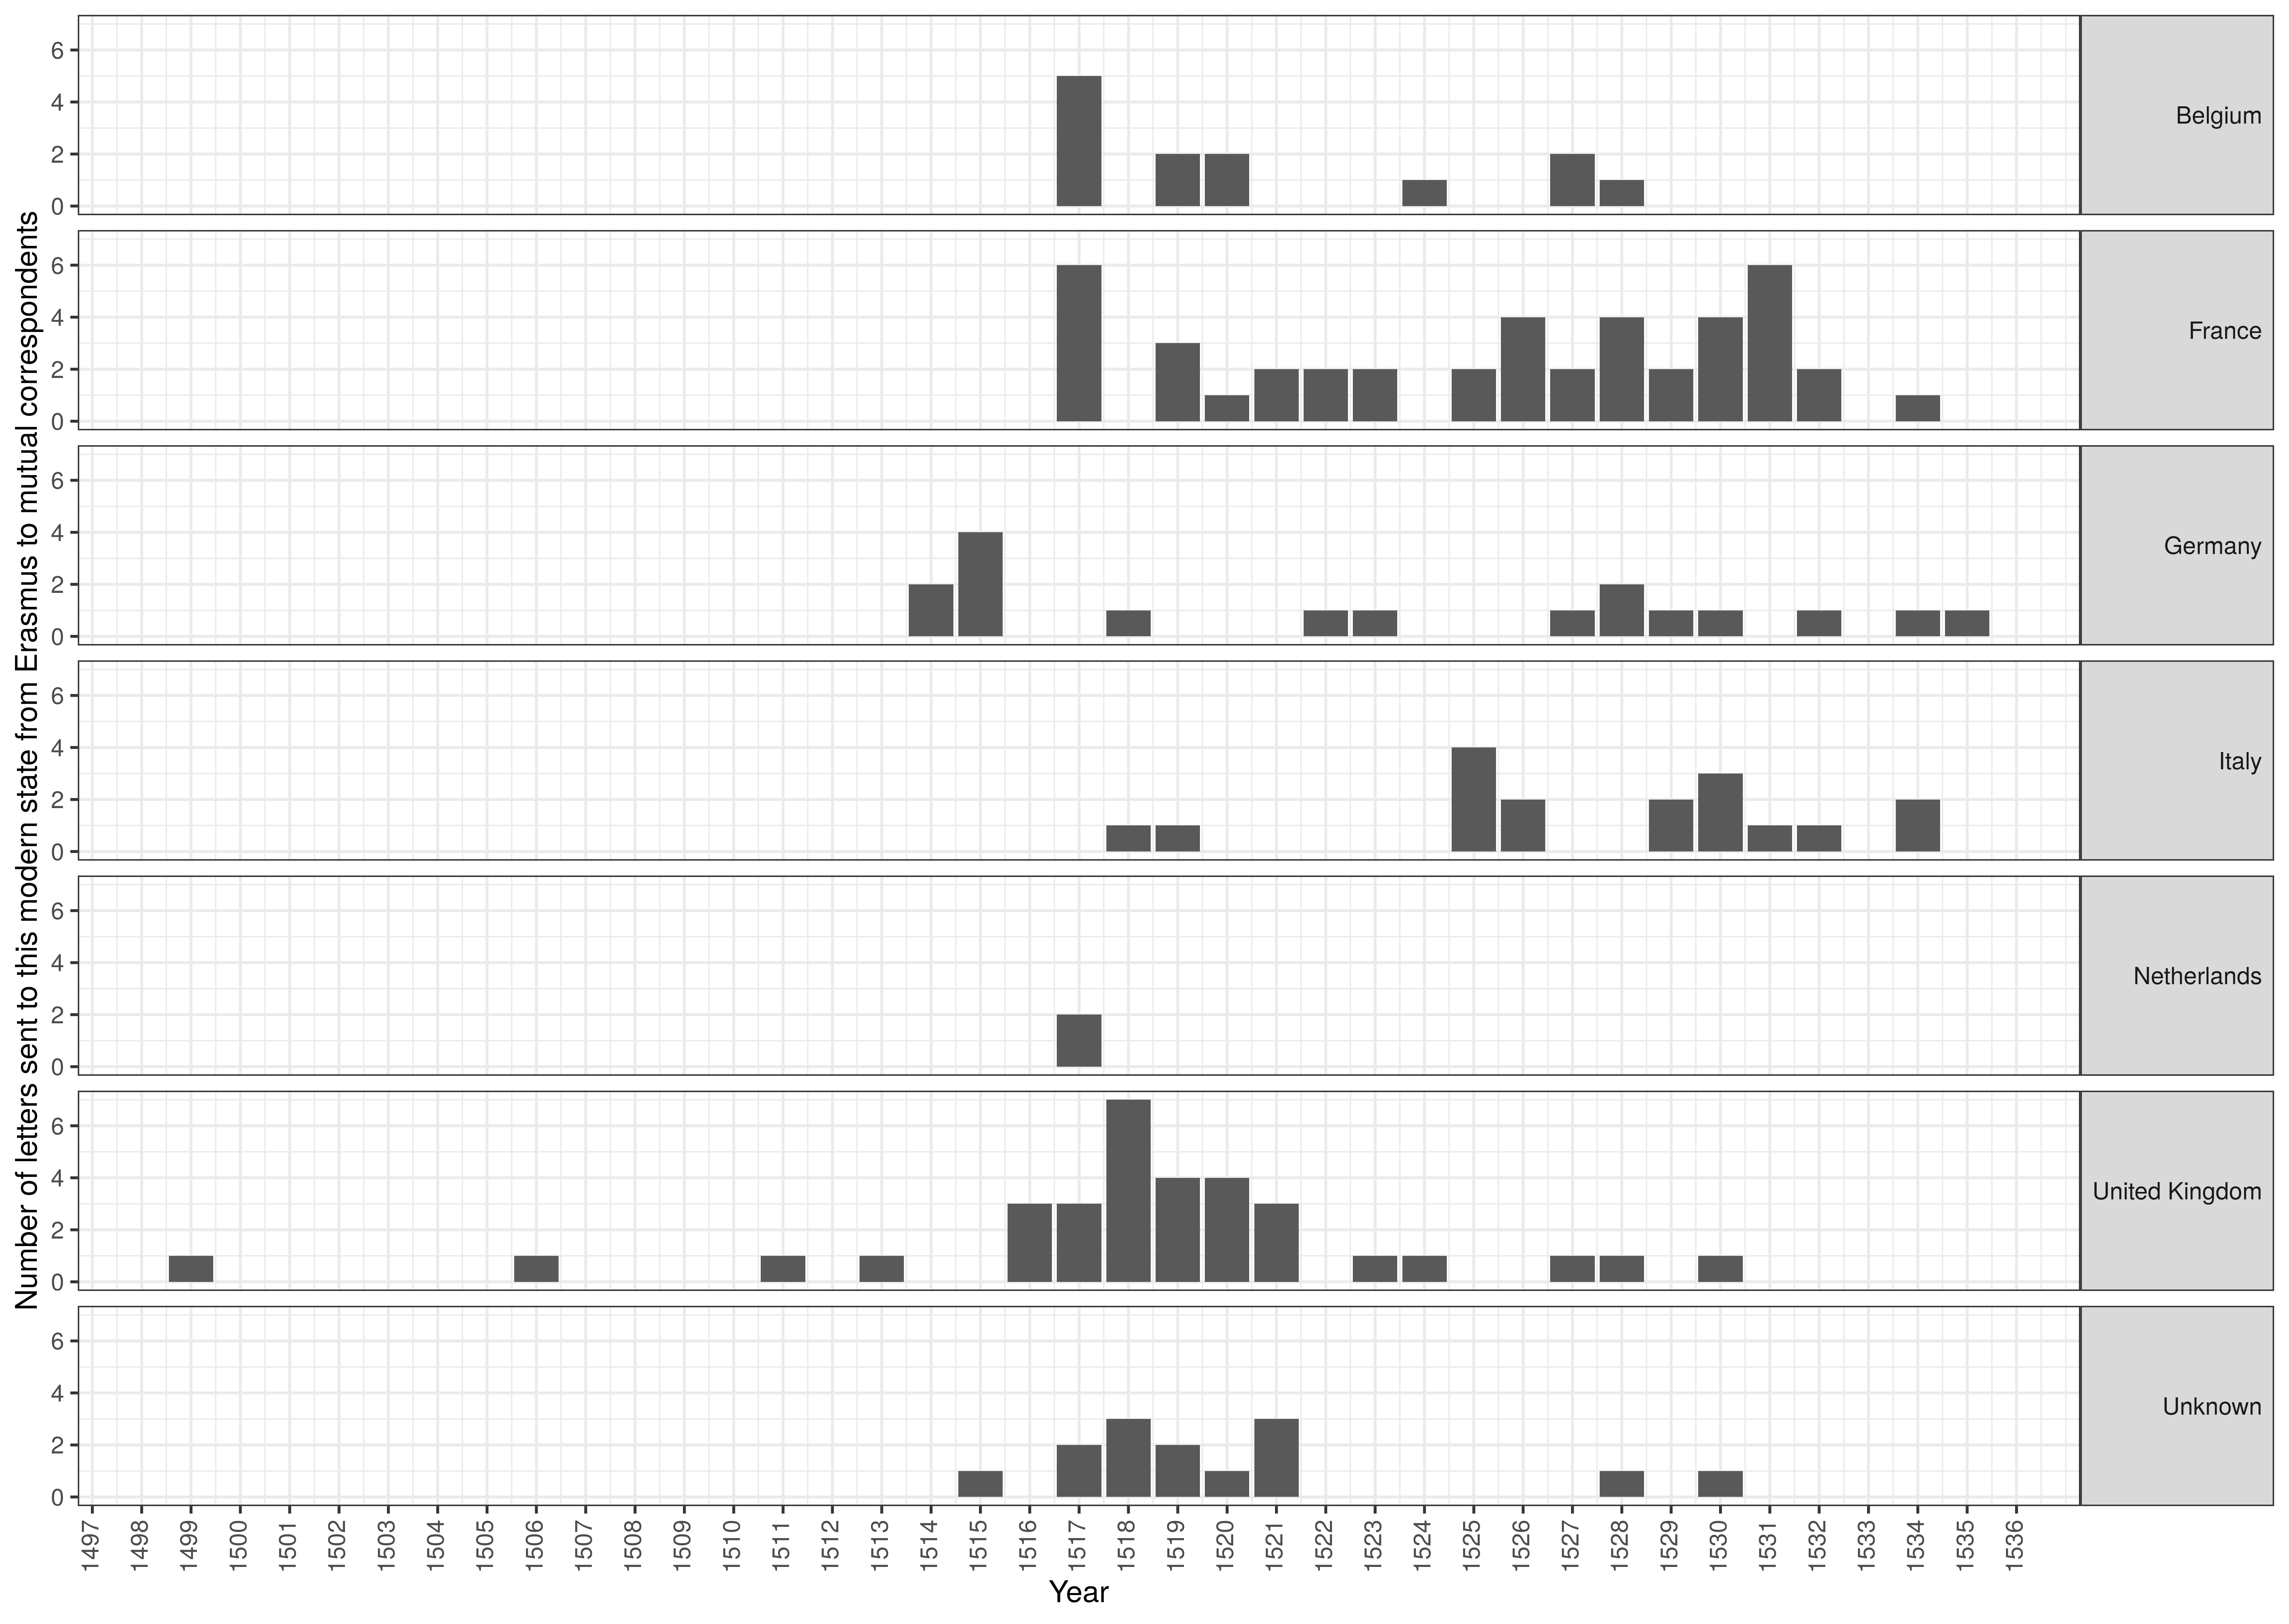 Number of letters sent to this modern state from Erasmus to mutual correspondents
6
4
2
0
Belgium
6
4
2
0
France
6
4
2
0
Germany
6
4
2
0
Italy
6
4
2
0
Netherlands
6
4
2
0
United Kingdom
6
4
2
0
Unknown
1497 1498 1499 1500 1501 1502 1503 1504 1505 1506 1507 1508 1509 1510 1511 1512 1513 1514 1515 1516 1517 1518 1519 1520 1521 1522 1523 1524 1525 1526 1527 1528 1529 1530 1531 1532 1533 1534 1535 1536
Year